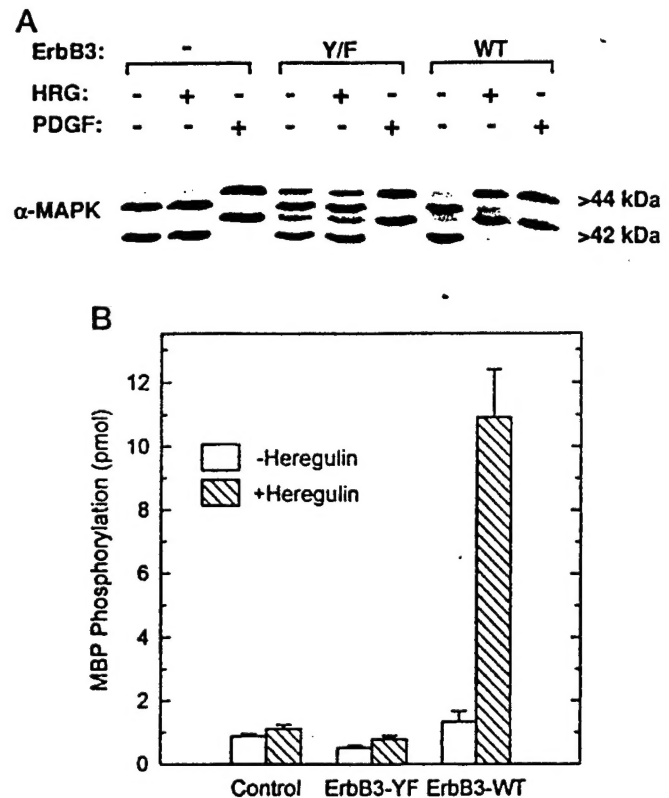 A
ErbB3: - Y/F WT
HRG: - + - - + - - + -
PDGF: - - + - - + - - +
α-MAPK
>44 kDa
>42 kDa
B
MBP Phosphorylation (pmol)
12
10
8
6
4
2
0
-Heregulin
+Heregulin
Control ErbB3-YF ErbB3-WT